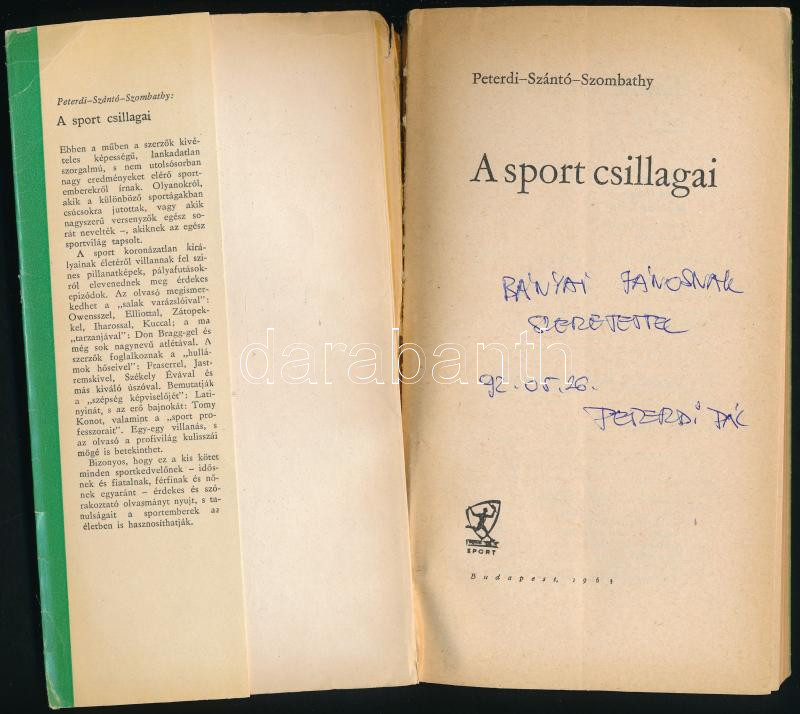 Peterdi–Szántó–Szombathy:
A sport csillagai
Ebben a műben a szerzők kivé-
teles képességű, lankadatlan
szorgalmú, s nem utolsósorban
nagy eredményeket elérő sport-
emberekről írnak. Olyanokról,
akik a különböző sportágakban
csúcsokra jutottak, vagy akik
nagyszerű versenyzők egész so-
rát nevelték –, akiknek az egész
sportvilág tapsolt.
A sport koronázatlan kirá-
lyainak életéről villannak fel szí-
nes pillanatképek, pályafutások-
ról elevenednek meg érdekes
epizódok. Az olvasó megismer-
kedhet a „salak varázslóival":
Owensszel, Elliottal, Zátopek-
kel, Iharossal, Kuccal; a ma
„tarzanjával": Don Bragg-gel és
még sok nagynevű atlétával. A
szerzők foglalkoznak a „hullá-
mok hőseivel": Fraserrel, Jast-
remskivel, Székely Évával és
más kiváló úszóval. Bemutatják
a „szépség képviselőjét": Lati-
nyinát, s az erő bajnokát: Tomy
Konot, valamint a „sport pro-
fesszorait". Egy-egy villanás, s
az olvasó a profivilág kulisszái
mögé is betekinthet.
Bizonyos, hogy ez a kis kötet
minden sportkedvelőnek – idős-
nek és fiatalnak, férfinak és nő-
nek egyaránt – érdekes és szó-
rakoztató olvasmányt nyujt, s ta-
nulságait a sportemberek az
életben is hasznosíthatják.
Peterdi–Szántó–Szombathy
A sport csillagai
BÁNYAI JÁNOSNAK
SZERETETTEL
92. 05. 26.
PETERDI PÁL
darabanth
SPORT
Budapest, 1963